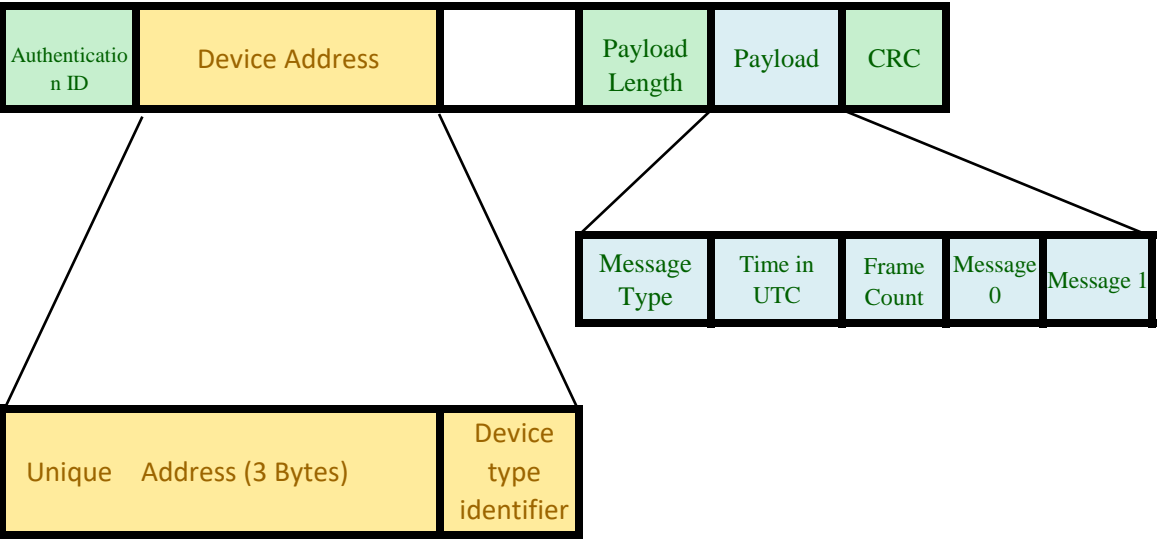 Authenticatio
n ID
Device Address
Payload
Length
Payload
CRC
Message
Type
Time in
UTC
Frame
Count
Message
0
Message 1
Unique Address (3 Bytes)
Device
type
identifier